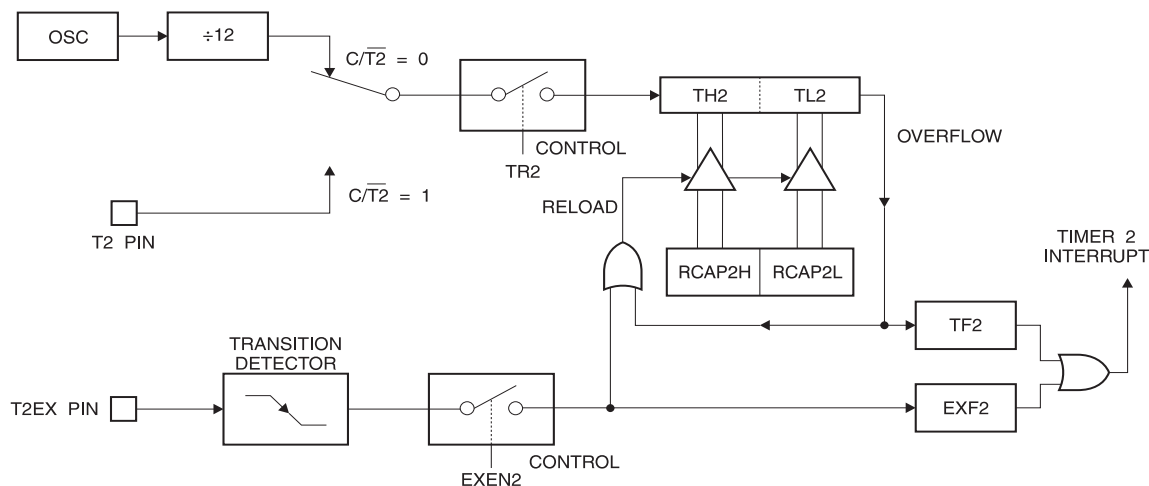 OSC
÷12
C/T2 = 0
TH2
TL2
OVERFLOW
CONTROL
TR2
C/T2 = 1
RELOAD
T2 PIN
RCAP2H
RCAP2L
TIMER 2
INTERRUPT
TF2
TRANSITION
DETECTOR
T2EX PIN
EXF2
CONTROL
EXEN2